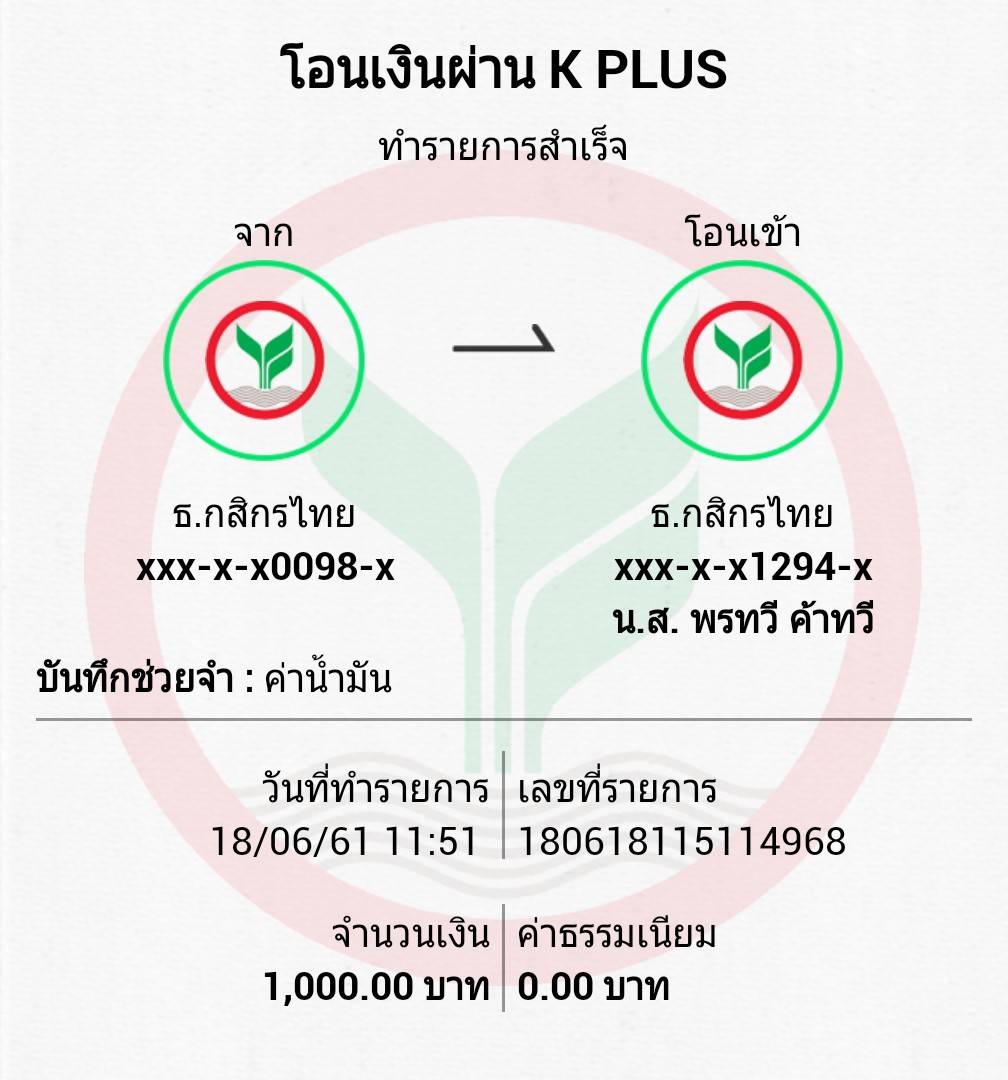 โอนเงินผ่าน K PLUS
ทำรายการสำเร็จ
จาก
โอนเข้า
ธ.กสิกรไทย
xxx-x-x0098-x
ธ.กสิกรไทย
xxx-x-x1294-x
น.ส. พรทวี ค้าทวี
บันทึกช่วยจำ : ค่าน้ำมัน
วันที่ทำรายการ
18/06/61 11:51
เลขที่รายการ
180618115114968
จำนวนเงิน
1,000.00 บาท
ค่าธรรมเนียม
0.00 บาท